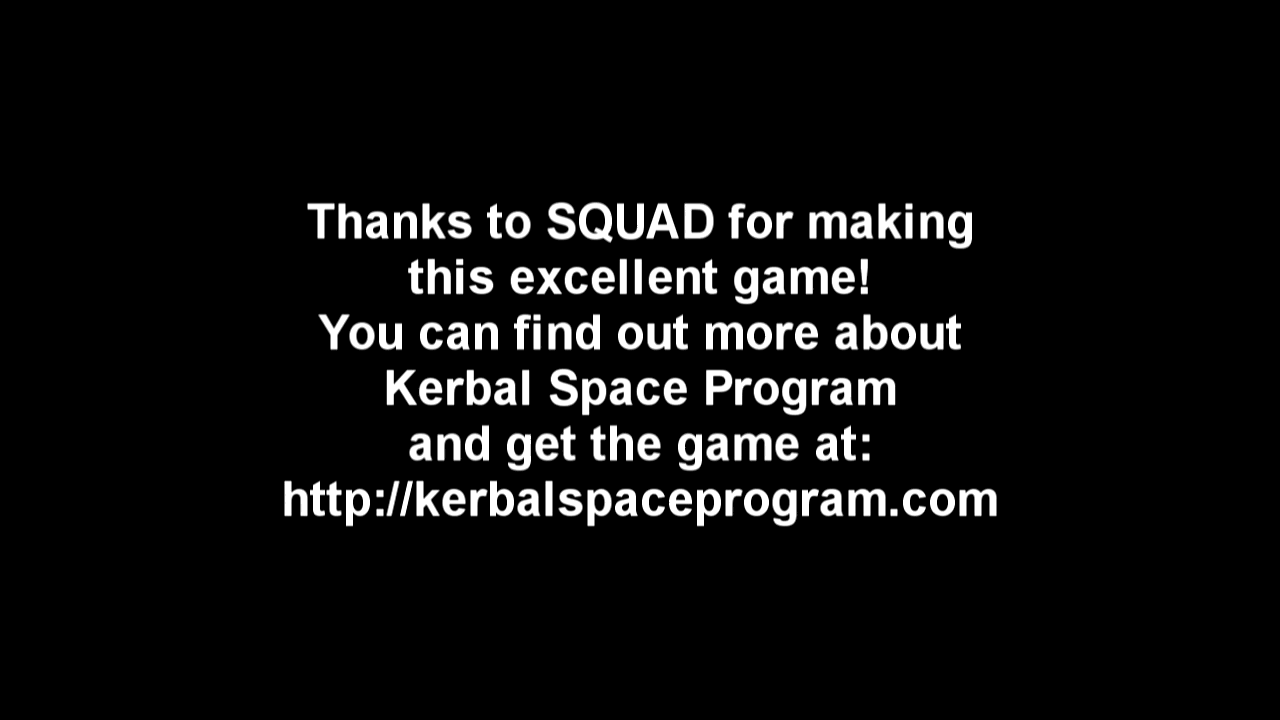 Thanks to SQUAD for making
this excellent game!
You can find out more about
Kerbal Space Program
and get the game at:
http://kerbalspaceprogram.com